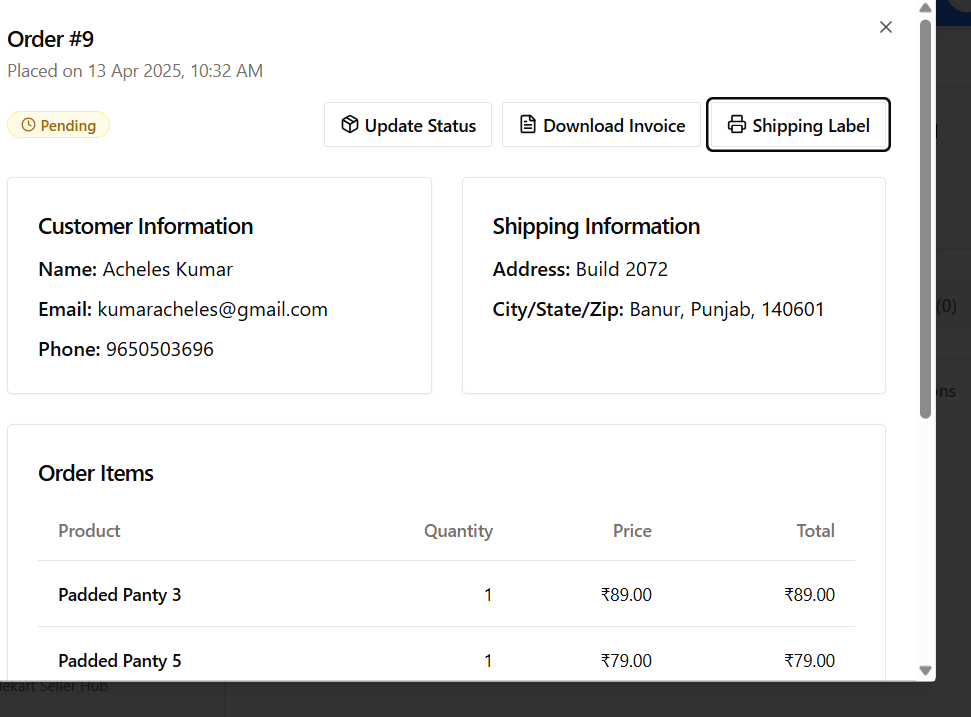 Order #9
Placed on 13 Apr 2025, 10:32 AM
Pending
Update Status
Download Invoice
Shipping Label
Customer Information
Name: Acheles Kumar
Email: kumaracheles@gmail.com
Phone: 9650503696
Shipping Information
Address: Build 2072
City/State/Zip: Banur, Punjab, 140601
(0)
ns
Order Items
Product Quantity Price Total
Padded Panty 3 1 ₹89.00 ₹89.00
Padded Panty 5 1 ₹79.00 ₹79.00
ekart Seller Hub